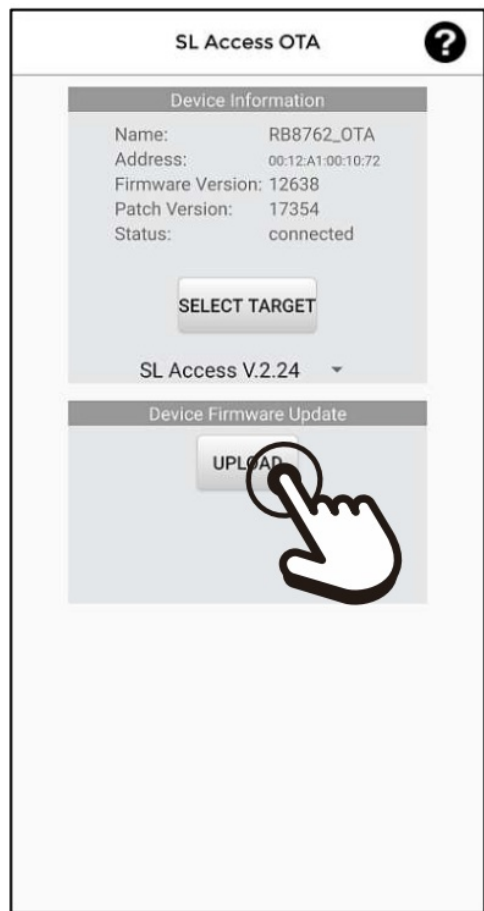 SL Access OTA ?
Device Information
Name: RB8762_OTA
Address: 00:12:A1:00:10:72
Firmware Version: 12638
Patch Version: 17354
Status: connected
SELECT TARGET
SL Access V.2.24
Device Firmware Update
UPLOAD